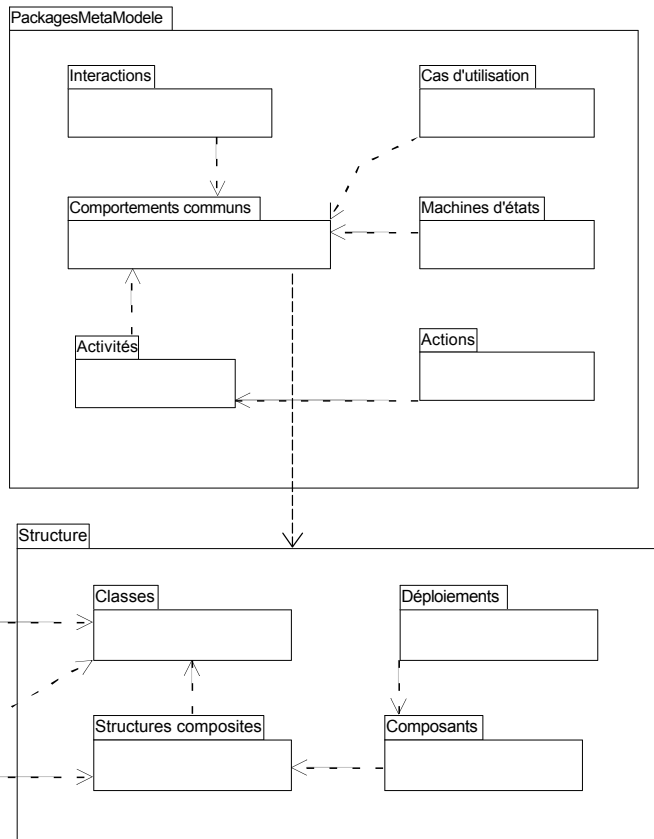 PackagesMetaModele
Interactions
Cas d'utilisation
Comportements communs
Machines d'états
Activités
Actions
Structure
Classes
Déploiements
Structures composites
Composants